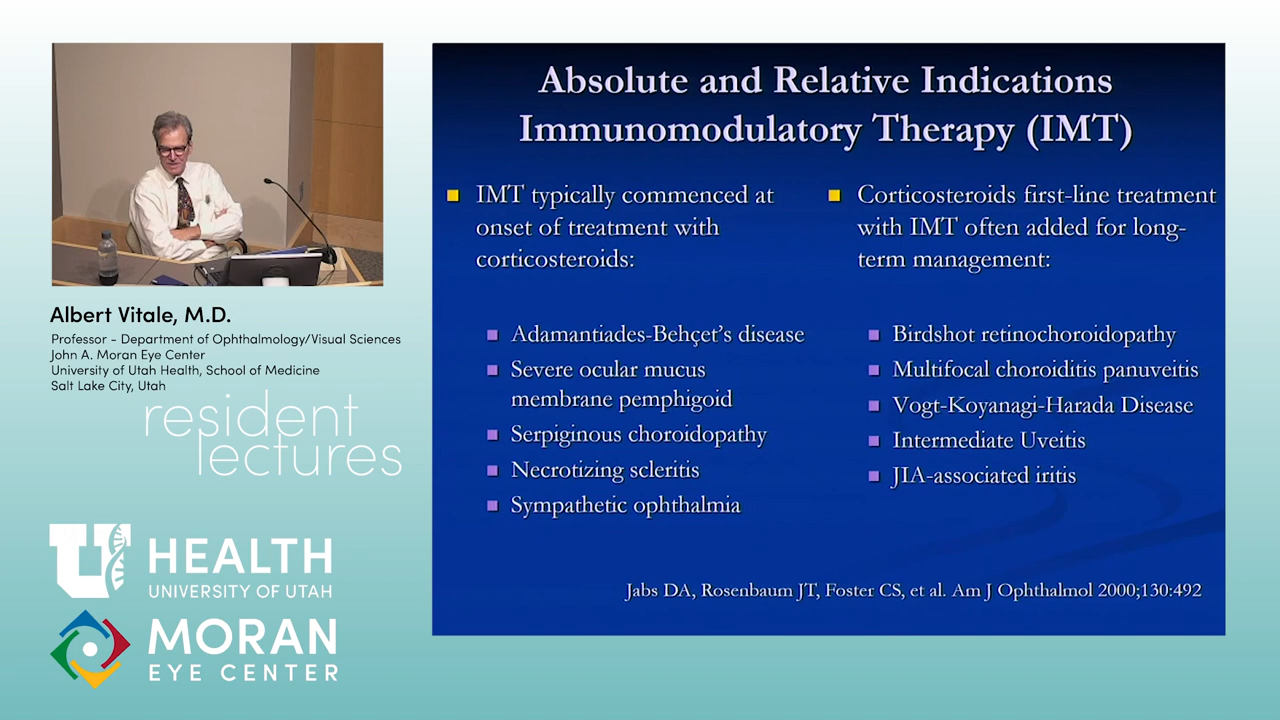 Albert Vitale, M.D.
Professor - Department of Ophthalmology/Visual Sciences
John A. Moran Eye Center
University of Utah Health, School of Medicine
Salt Lake City, Utah
resident
lectures
U
HEALTH
UNIVERSITY OF UTAH
MORAN
EYE CENTER
Absolute and Relative Indications
Immunomodulatory Therapy (IMT)
IMT typically commenced at
onset of treatment with
corticosteroids:
Adamantiades-Behçet’s disease
Severe ocular mucus
membrane pemphigoid
Serpiginous choroidopathy
Necrotizing scleritis
Sympathetic ophthalmia
Corticosteroids first-line treatment
with IMT often added for long-
term management:
Birdshot retinochoroidopathy
Multifocal choroiditis panuveitis
Vogt-Koyanagi-Harada Disease
Intermediate Uveitis
JIA-associated iritis
Jabs DA, Rosenbaum JT, Foster CS, et al. Am J Ophthalmol 2000;130:492